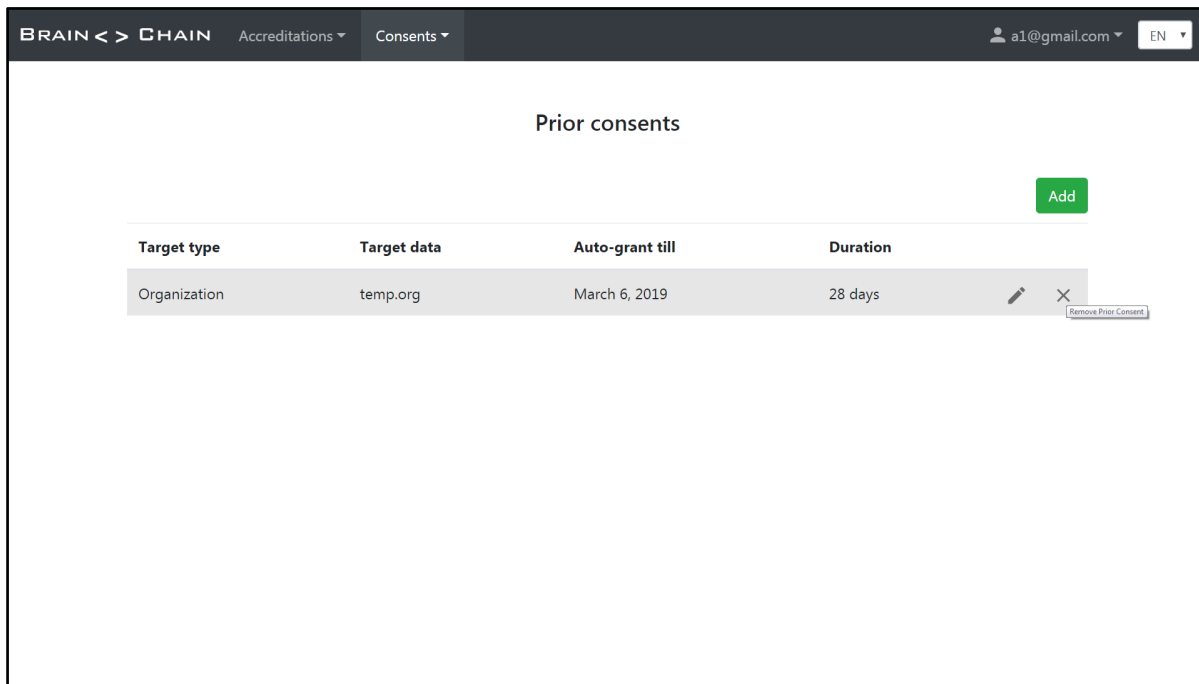 BRAIN < > CHAIN Accreditations Consents a1@gmail.com EN
Prior consents
Add
Target type Target data Auto-grant till Duration
Organization temp.org March 6, 2019 28 days
Remove Prior Consent